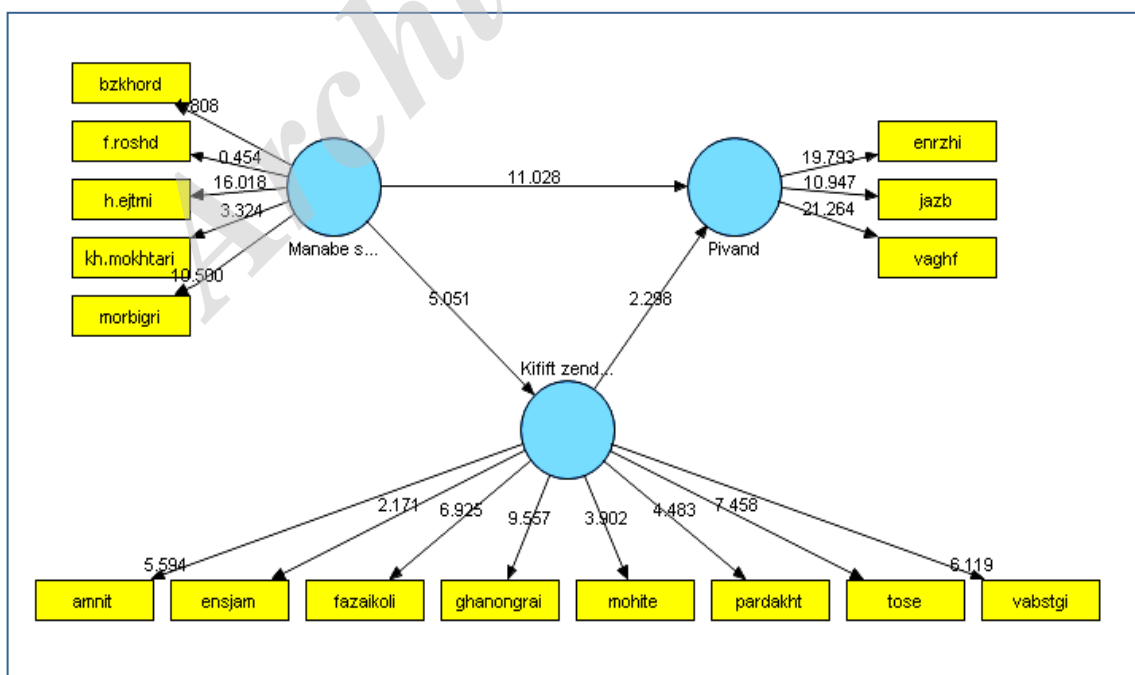 bzkhord
f.roshd
0.454
h.ejtmi
16.018
3.324
kh.mokhtari
morbigri
Manabe s...
11.028
Pivand
enrzhi
19.793
jazb
10.947
21.264
vaghf
5.051
2.298
Kifift zend...
5.594
2.171
6.925
9.557
3.902
4.483
7.458
6.119
amnit
ensjam
fazaikoli
ghanongrai
mohite
pardakht
tose
vabstgi